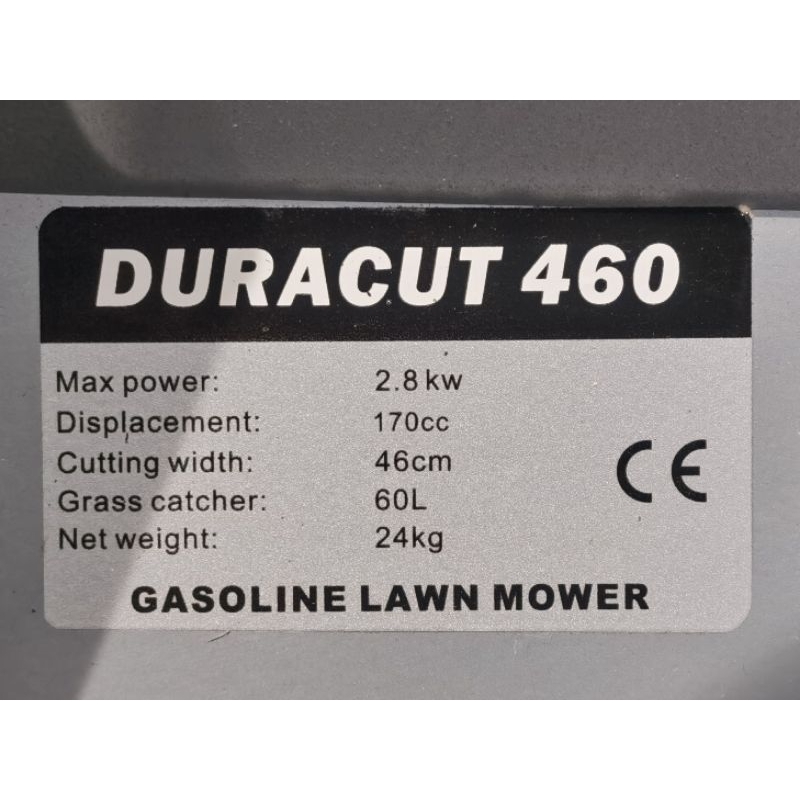 DURACUT 460
Max power: 2.8 kw
Displacement: 170cc
Cutting width: 46cm
Grass catcher: 60L
Net weight: 24kg
CE
GASOLINE LAWN MOWER